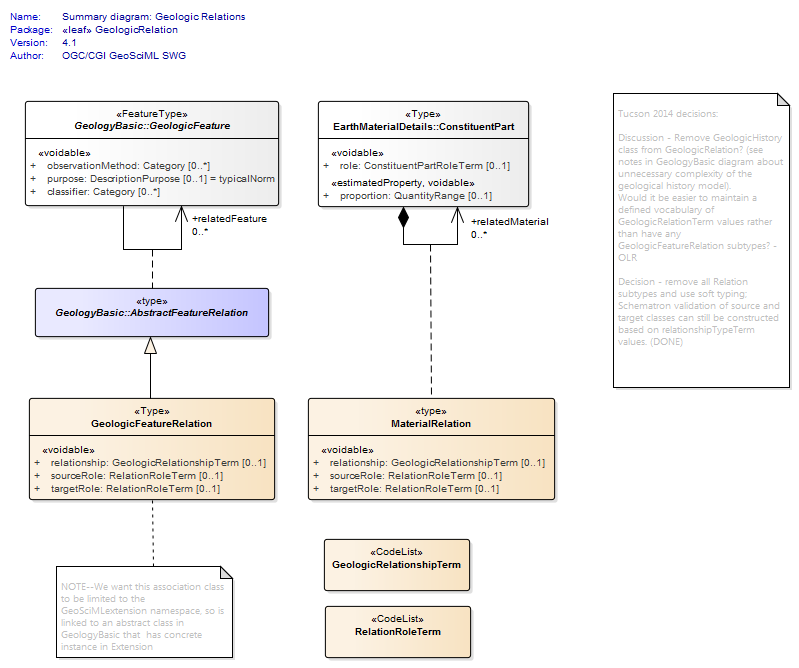 Name: Summary diagram: Geologic Relations
Package: «leaf» GeologicRelation
Version: 4.1
Author: OGC/CGI GeoSciML SWG
«FeatureType»
GeologyBasic::GeologicFeature
«voidable»
+ observationMethod: Category [0..*]
+ purpose: DescriptionPurpose [0..1] = typicalNorm
+ classifier: Category [0..*]
+relatedFeature
0..*
«Type»
EarthMaterialDetails::ConstituentPart
«voidable»
+ role: ConstituentPartRoleTerm [0..1]
«estimatedProperty, voidable»
+ proportion: QuantityRange [0..1]
+relatedMaterial
0..*
Tucson 2014 decisions:
Discussion - Remove GeologicHistory
class from GeologicRelation? (see
notes in GeologyBasic diagram about
unnecessary complexity of the
geological history model).
Would it be easier to maintain a
defined vocabulary of
GeologicRelationTerm values rather
than have any
GeologicFeatureRelation subtypes? -
OLR
Decision - remove all Relation
subtypes and use soft typing;
Schematron validation of source and
target classes can still be constructed
based on relationshipTypeTerm
values. (DONE)
«type»
GeologyBasic::AbstractFeatureRelation
«Type»
GeologicFeatureRelation
«voidable»
+ relationship: GeologicRelationshipTerm [0..1]
+ sourceRole: RelationRoleTerm [0..1]
+ targetRole: RelationRoleTerm [0..1]
«type»
MaterialRelation
«voidable»
+ relationship: GeologicRelationshipTerm [0..1]
+ sourceRole: RelationRoleTerm [0..1]
+ targetRole: RelationRoleTerm [0..1]
NOTE--We want this association class
to be limited to the
GeoSciMLextension namespace, so is
linked to an abstract class in
GeologyBasic that has concrete
instance in Extension
«CodeList»
GeologicRelationshipTerm
«CodeList»
RelationRoleTerm